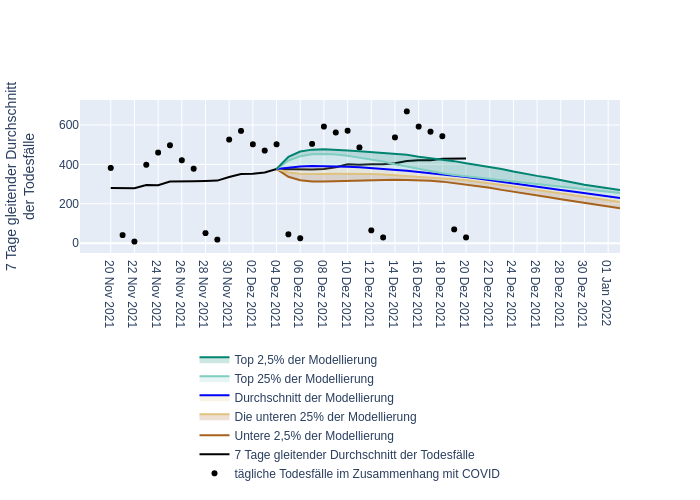 7 Tage gleitender Durchschnitt
der Todesfälle
600
400
200
0
20 Nov 2021
22 Nov 2021
24 Nov 2021
26 Nov 2021
28 Nov 2021
30 Nov 2021
02 Dez 2021
04 Dez 2021
06 Dez 2021
08 Dez 2021
10 Dez 2021
12 Dez 2021
14 Dez 2021
16 Dez 2021
18 Dez 2021
20 Dez 2021
22 Dez 2021
24 Dez 2021
26 Dez 2021
28 Dez 2021
30 Dez 2021
01 Jan 2022
Top 2,5% der Modellierung
Top 25% der Modellierung
Durchschnitt der Modellierung
Die unteren 25% der Modellierung
Untere 2,5% der Modellierung
7 Tage gleitender Durchschnitt der Todesfälle
tägliche Todesfälle im Zusammenhang mit COVID